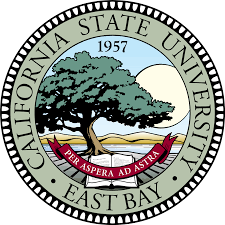 · CALIFORNIA STATE UNIVERSITY ·
1957
PER ASPERA AD ASTRA
EAST BAY